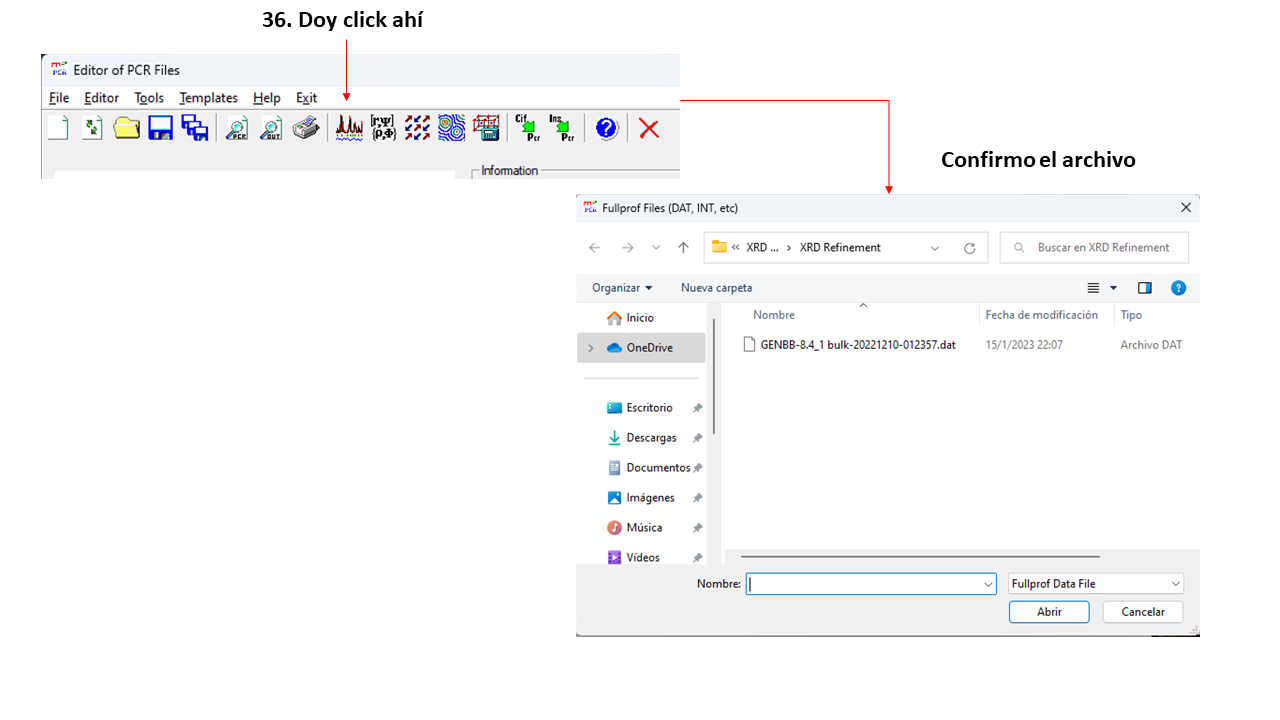 36. Doy click ahí
Editor of PCR Files
File Editor Tools Templates Help Exit
PCR OUT [r,Ψ] {ρ,Φ} Cif Pcr Ins Pcr ?
Information
Confirmo el archivo
Fullprof Files (DAT, INT, etc)
« XRD ... › XRD Refinement
Buscar en XRD Refinement
Organizar Nueva carpeta
Inicio
OneDrive
Escritorio
Descargas
Documentos
Imágenes
Música
Vídeos
Nombre Fecha de modificación Tipo
GENBB-8.4_1 bulk-20221210-012357.dat 15/1/2023 22:07 Archivo DAT
Nombre: Fullprof Data File
Abrir Cancelar